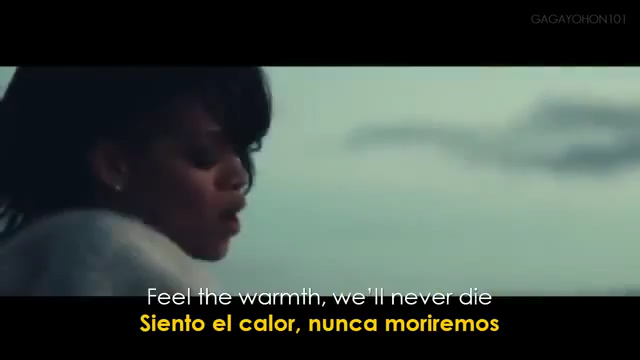 GAGAYOHON101
Feel the warmth, we'll never die
Siento el calor, nunca moriremos